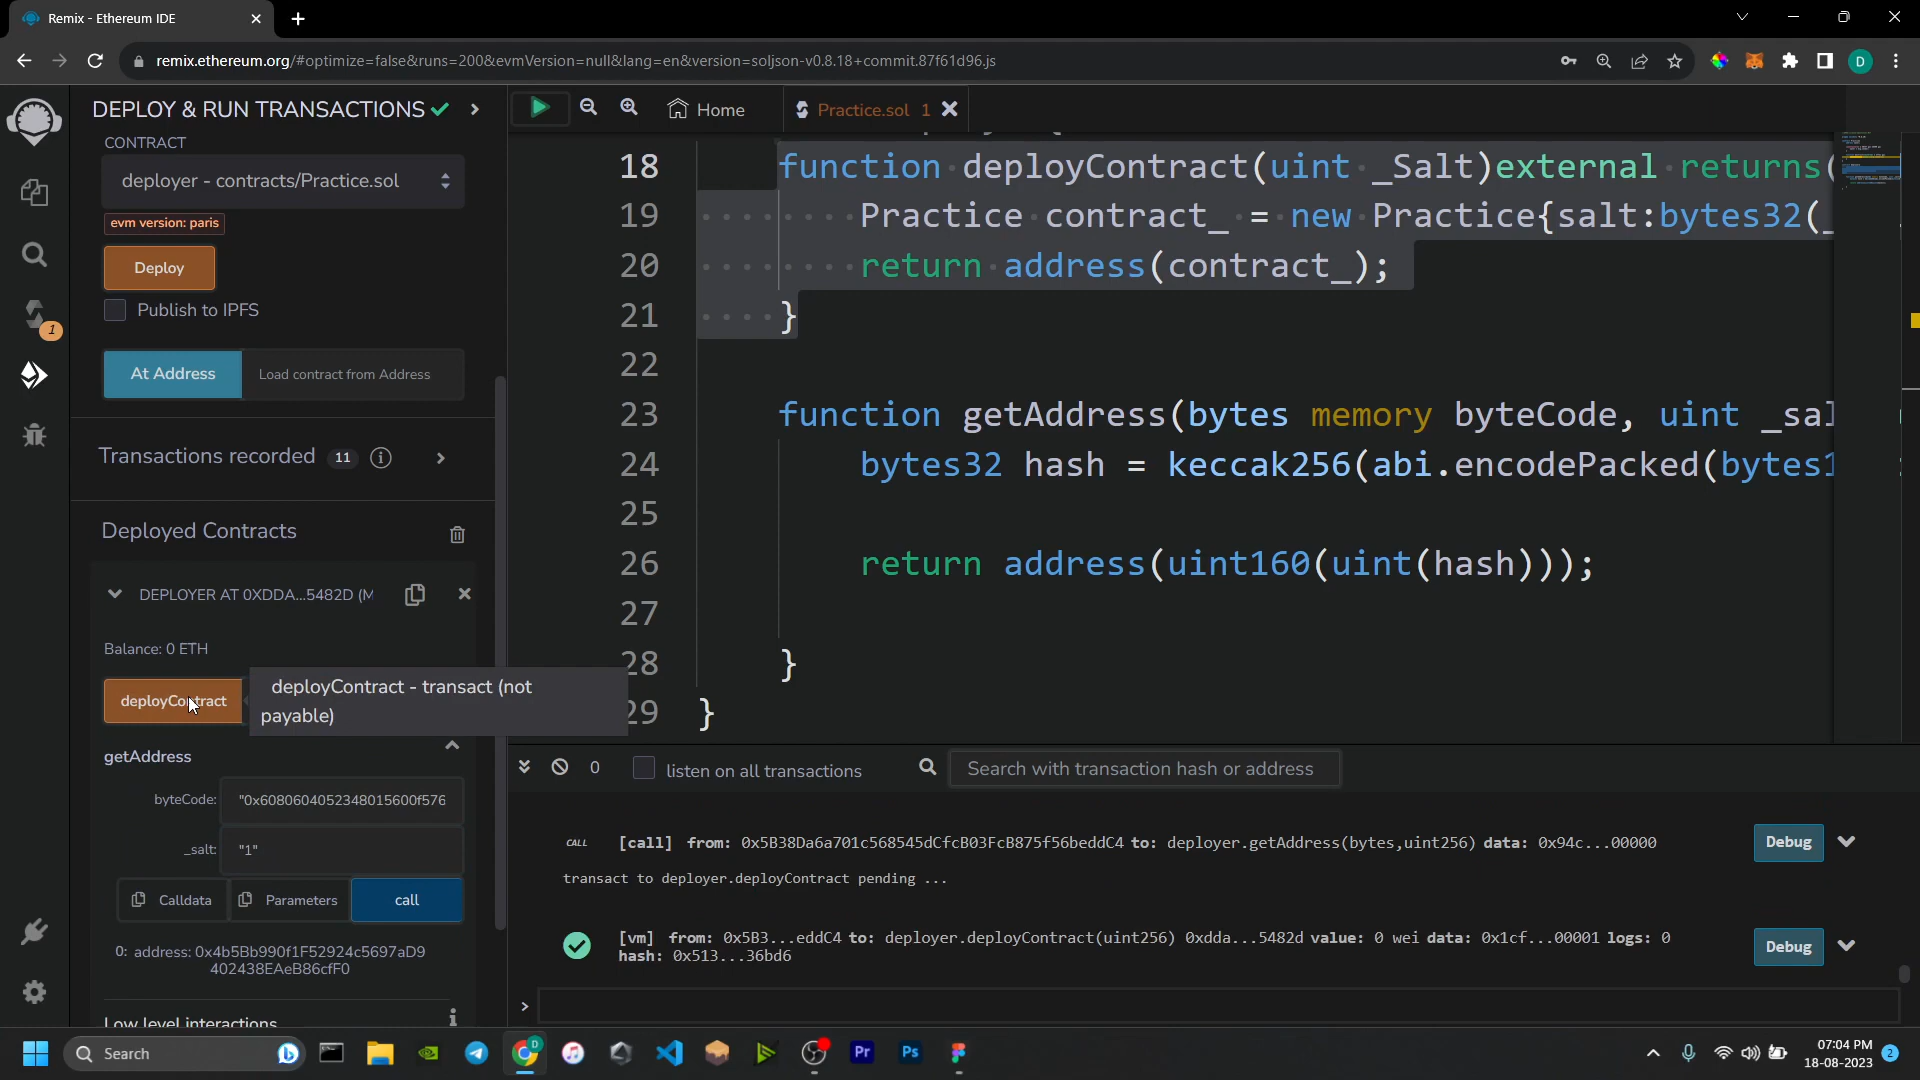 Remix - Ethereum IDE
remix.ethereum.org/#optimize=false&runs=200&evmVersion=null&lang=en&version=soljson-v0.8.18+commit.87f61d96.js
D
DEPLOY & RUN TRANSACTIONS
CONTRACT
deployer - contracts/Practice.sol
evm version: paris
Deploy
Publish to IPFS
At Address
Load contract from Address
1
Transactions recorded 11
Deployed Contracts
DEPLOYER AT 0XDDA...5482D (M
Balance: 0 ETH
deployContract
deployContract - transact (not
payable)
getAddress
byteCode: "0x6080604052348015600f576
_salt: "1"
Calldata Parameters call
0: address: 0x4b5Bb990f1F52924c5697aD9
402438EAeB86cfF0
Low level interactions
Home
Practice.sol 1
18 function deployContract(uint _Salt)external returns(
19 Practice contract_ = new Practice{salt:bytes32(_
20 return address(contract_);
21 }
22
23 function getAddress(bytes memory byteCode, uint _sal
24 bytes32 hash = keccak256(abi.encodePacked(bytes1
25
26 return address(uint160(uint(hash)));
27
28 }
29 }
0 listen on all transactions Search with transaction hash or address
CALL [call] from: 0x5B38Da6a701c568545dCfcB03FcB875f56beddC4 to: deployer.getAddress(bytes,uint256) data: 0x94c...00000
Debug
transact to deployer.deployContract pending ...
[vm] from: 0x5B3...eddC4 to: deployer.deployContract(uint256) 0xdda...5482d value: 0 wei data: 0x1cf...00001 logs: 0
hash: 0x513...36bd6
Debug
>
Search
D
Pr
Ps
07:04 PM
18-08-2023
2